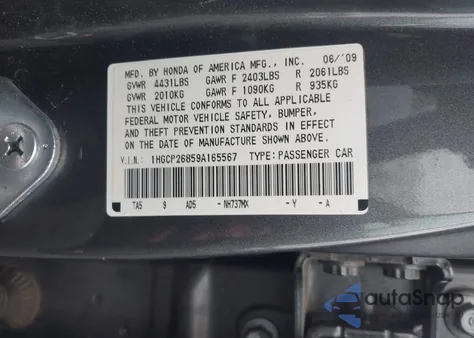 MFD. BY HONDA OF AMERICA MFG., INC. 06/'09
GVWR 4431LBS GAWR F 2403LBS R 2061LBS
GVWR 2010KG GAWR F 1090KG R 935KG
THIS VEHICLE CONFORMS TO ALL APPLICABLE
FEDERAL MOTOR VEHICLE SAFETY, BUMPER,
AND THEFT PREVENTION STANDARDS IN EFFECT
ON THE DATE OF MANUFACTURE SHOWN ABOVE.
V.I.N.: 1HGCP26859A165567 TYPE: PASSENGER CAR
TA5 9 AD5 -NH737MX -Y -A
autaSnap